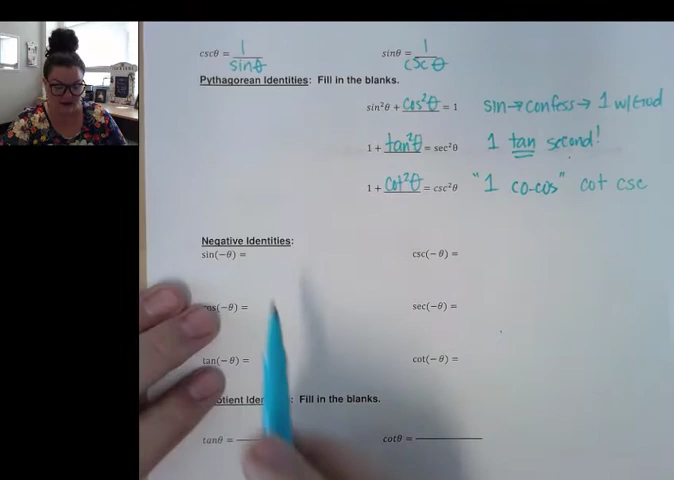 cscθ = 1/sinθ sinθ = 1/cscθ
Pythagorean Identities: Fill in the blanks.
sin²θ + cos²θ = 1 sin→confess→1 w/God
1 + tan²θ = sec²θ 1 tan second!
1 + cot²θ = csc²θ "1 co-cos" cot csc
Negative Identities:
sin(−θ) = csc(−θ) =
cos(−θ) = sec(−θ) =
tan(−θ) = cot(−θ) =
: Fill in the blanks.
tanθ = cotθ =